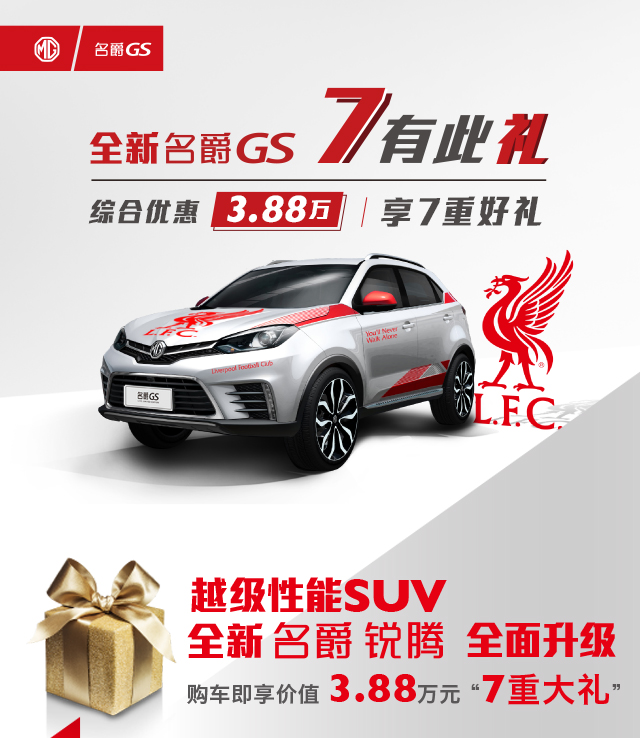 MG 名爵GS
全新名爵GS 7有此礼
综合优惠 3.88万 享7重好礼
L.F.C.
You'll Never
Walk Alone
Liverpool Football Club
名爵GS
L.F.C.
越级性能SUV
全新 名爵 锐腾 全面升级
购车即享价值 3.88万元 “7重大礼”